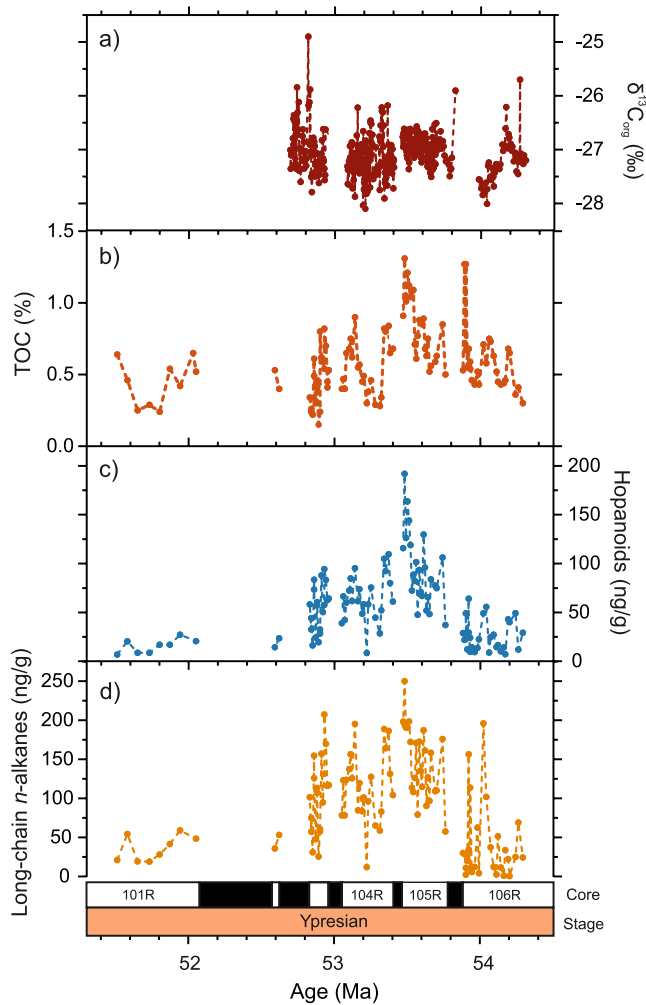 a)
-25
-26
-27
-28
δ¹³C_org (‰)
b)
1.5
1.0
0.5
0.0
TOC (%)
c)
200
150
100
50
0
Hopanoids (ng/g)
d)
250
200
150
100
50
0
Long-chain n-alkanes (ng/g)
101R 104R 105R 106R Core
Ypresian Stage
52 53 54
Age (Ma)